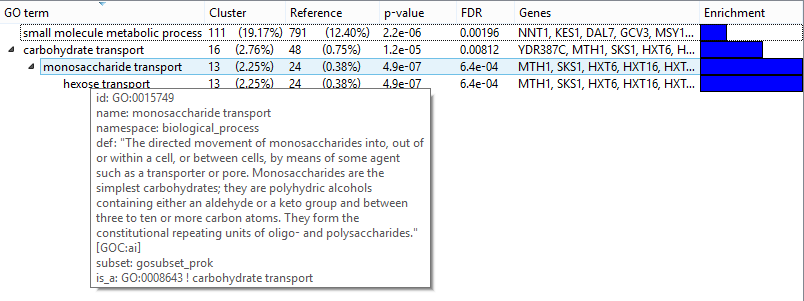 GO term Cluster Reference p-value FDR Genes Enrichment
small molecule metabolic process 111 (19.17%) 791 (12.40%) 2.2e-06 0.00196 NNT1, KES1, DAL7, GCV3, MSY1...
carbohydrate transport 16 (2.76%) 48 (0.75%) 1.2e-05 0.00812 YDR387C, MTH1, SKS1, HXT6, H...
monosaccharide transport 13 (2.25%) 24 (0.38%) 4.9e-07 6.4e-04 MTH1, SKS1, HXT6, HXT16, HXT...
hexose transport 13 (2.25%) 24 (0.38%) 4.9e-07 6.4e-04 MTH1, SKS1, HXT6, HXT16, HXT...
id: GO:0015749
name: monosaccharide transport
namespace: biological_process
def: "The directed movement of monosaccharides into, out of
or within a cell, or between cells, by means of some agent
such as a transporter or pore. Monosaccharides are the
simplest carbohydrates; they are polyhydric alcohols
containing either an aldehyde or a keto group and between
three to ten or more carbon atoms. They form the
constitutional repeating units of oligo- and polysaccharides."
[GOC:ai]
subset: gosubset_prok
is_a: GO:0008643 ! carbohydrate transport